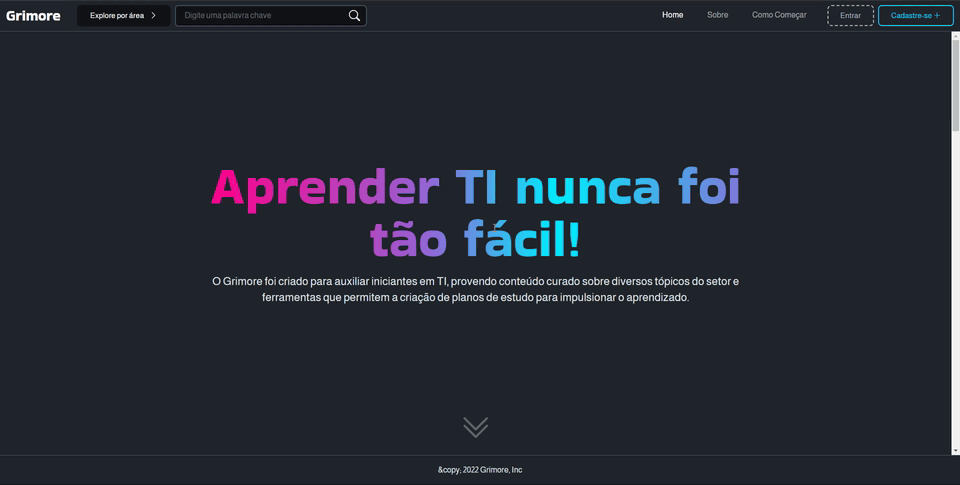 Grimore
Explore por área
Digite uma palavra chave
Home
Sobre
Como Começar
Entrar
Cadastre-se +
Aprender TI nunca foi
tão fácil!
O Grimore foi criado para auxiliar iniciantes em TI, provendo conteúdo curado sobre diversos tópicos do setor e
ferramentas que permitem a criação de planos de estudo para impulsionar o aprendizado.
&copy; 2022 Grimore, Inc